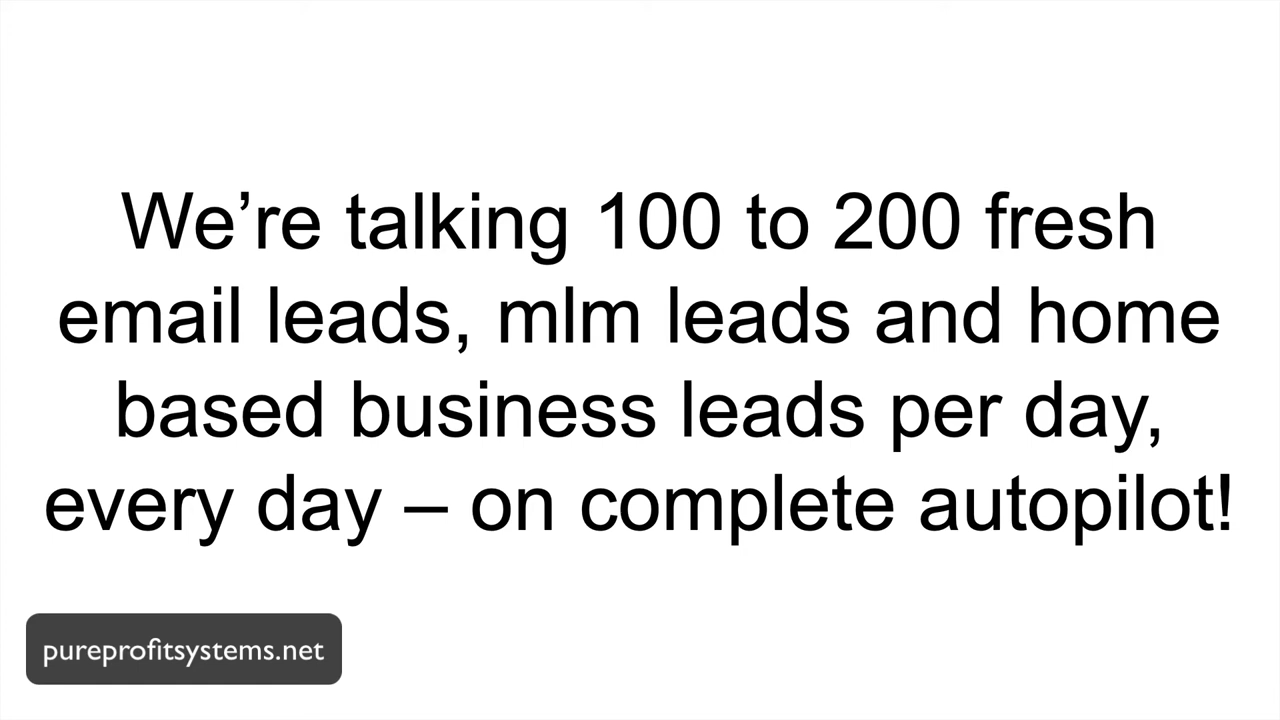 We’re talking 100 to 200 fresh
email leads, mlm leads and home
based business leads per day,
every day – on complete autopilot!
pureprofitsystems.net